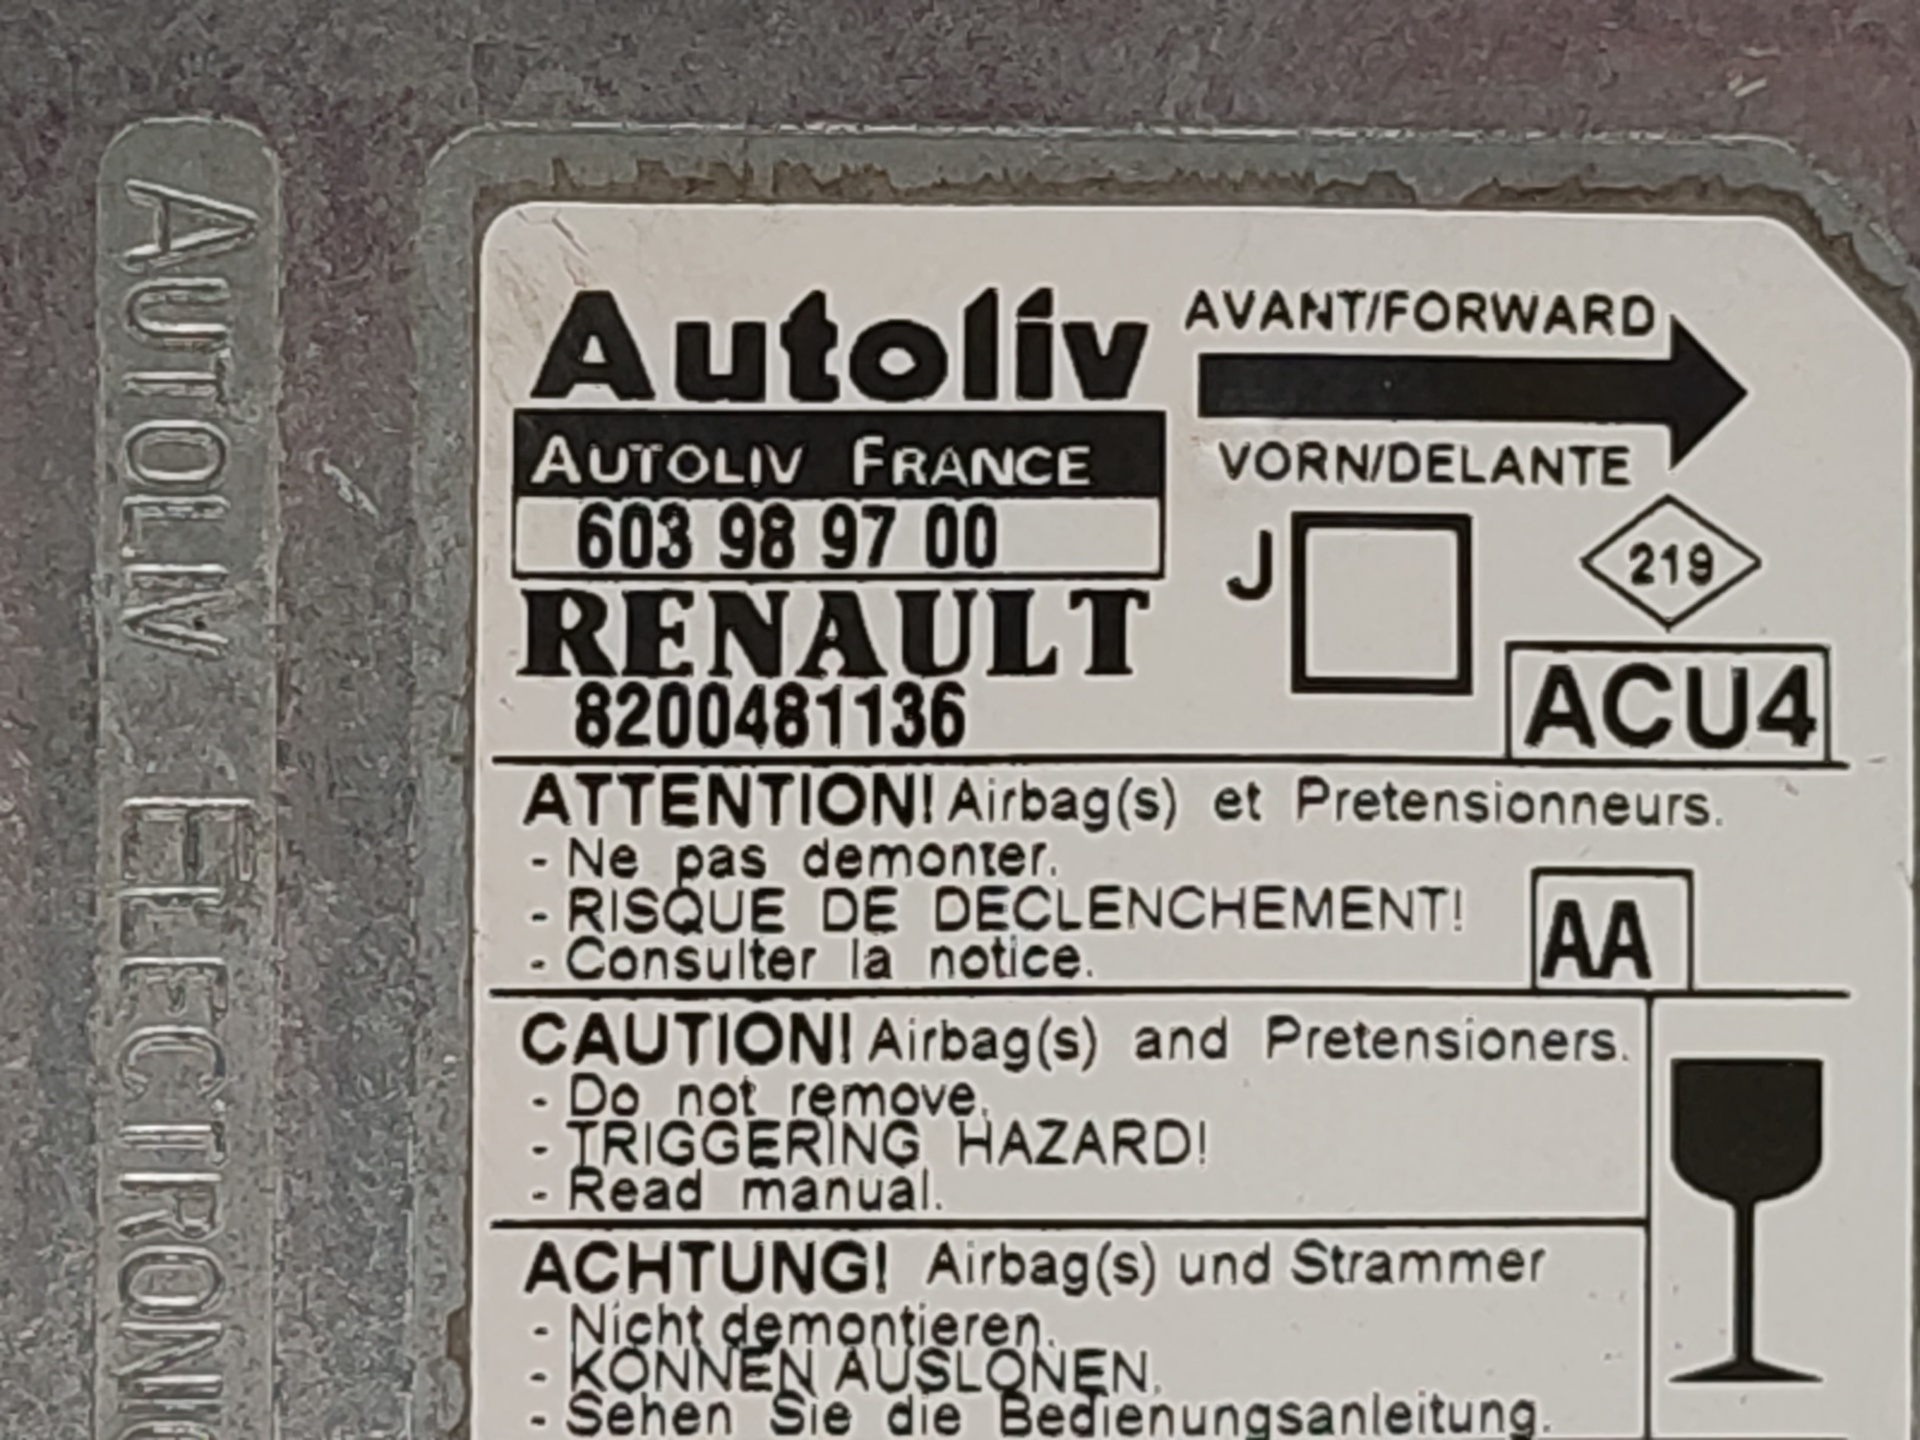 AUTOLIV ELECTRONIC
Autoliv
AVANT/FORWARD
AUTOLIV FRANCE
VORN/DELANTE
603 98 97 00
J
219
RENAULT
8200481136
ACU4
ATTENTION! Airbag(s) et Pretensionneurs.
- Ne pas demonter.
- RISQUE DE DECLENCHEMENT!
- Consulter la notice.
AA
CAUTION! Airbag(s) and Pretensioners.
- Do not remove.
- TRIGGERING HAZARD!
- Read manual.
ACHTUNG! Airbag(s) und Strammer
- Nicht demontieren.
- KONNEN AUSLONEN.
- Sehen Sie die Bedienungsanleitung.